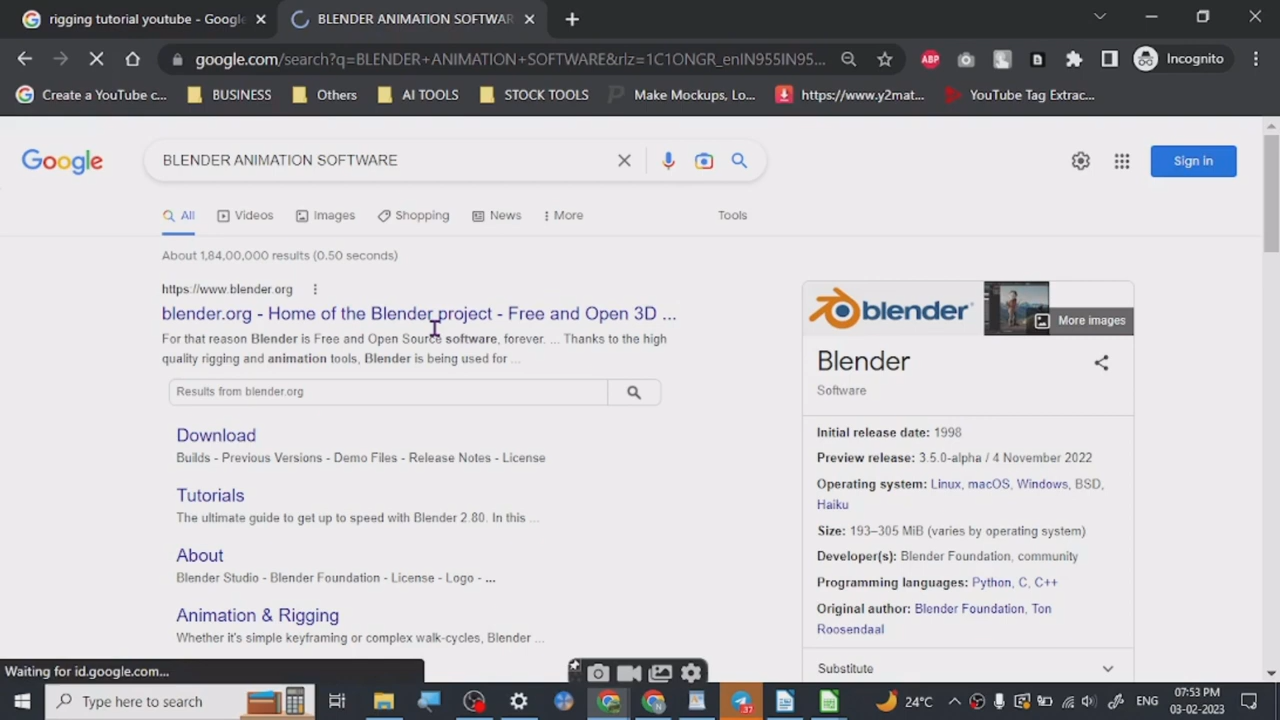 rigging tutorial youtube - Google
BLENDER ANIMATION SOFTWAR
google.com/search?q=BLENDER+ANIMATION+SOFTWARE&rlz=1C1ONGR_enIN955IN95...
ABP
Incognito
Create a YouTube c...
BUSINESS
Others
AI TOOLS
STOCK TOOLS
Make Mockups, Lo...
https://www.y2mat...
YouTube Tag Extrac...
Google
BLENDER ANIMATION SOFTWARE
Sign in
All
Videos
Images
Shopping
News
More
Tools
About 1,84,00,000 results (0.50 seconds)
https://www.blender.org
blender.org - Home of the Blender project - Free and Open 3D ...
For that reason Blender is Free and Open Source software, forever. ... Thanks to the high
quality rigging and animation tools, Blender is being used for ...
Results from blender.org
Download
Builds - Previous Versions - Demo Files - Release Notes - License
Tutorials
The ultimate guide to get up to speed with Blender 2.80. In this ...
About
Blender Studio - Blender Foundation - License - Logo - ...
Animation & Rigging
Whether it's simple keyframing or complex walk-cycles, Blender ...
blender
More images
Blender
Software
Initial release date: 1998
Preview release: 3.5.0-alpha / 4 November 2022
Operating system: Linux, macOS, Windows, BSD,
Haiku
Size: 193–305 MiB (varies by operating system)
Developer(s): Blender Foundation, community
Programming languages: Python, C, C++
Original author: Blender Foundation, Ton
Roosendaal
Substitute
Waiting for id.google.com...
Type here to search
37
24°C
ENG
07:53 PM
03-02-2023